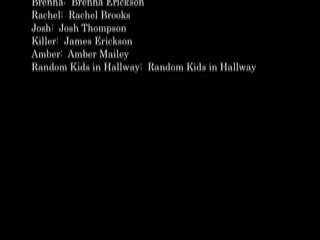 Brenna: Brenna Erickson
Rachel: Rachel Brooks
Josh: Josh Thompson
Killer: James Erickson
Amber: Amber Mailey
Random Kids in Hallway: Random Kids in Hallway